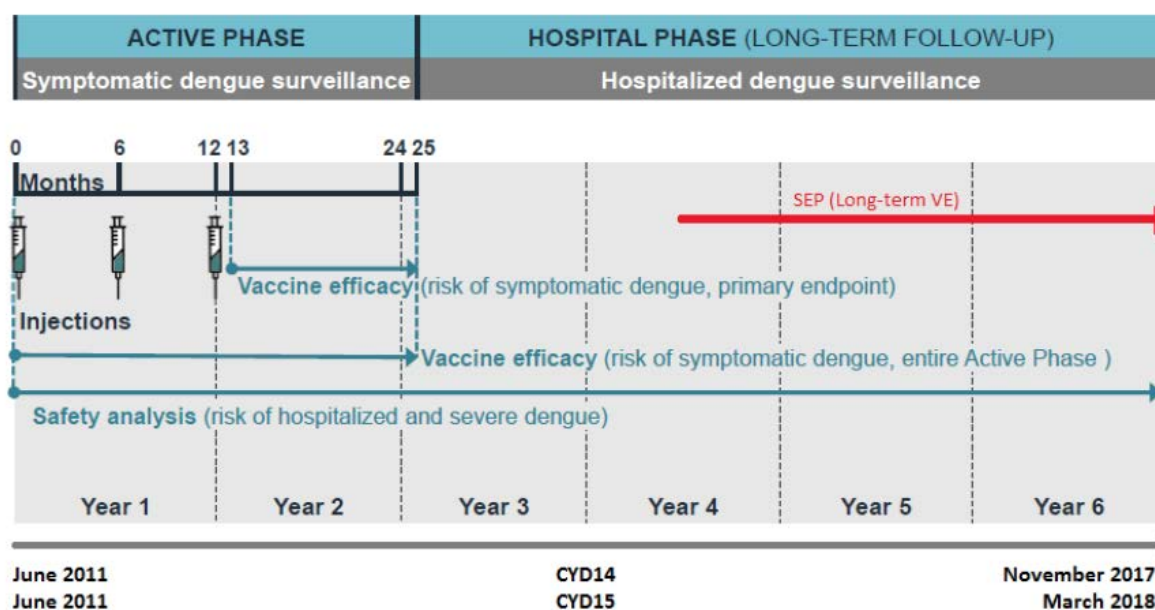 ACTIVE PHASE
HOSPITAL PHASE (LONG-TERM FOLLOW-UP)
Symptomatic dengue surveillance
Hospitalized dengue surveillance
0 6 12 13 24 25
Months
SEP (Long-term VE)
Vaccine efficacy (risk of symptomatic dengue, primary endpoint)
Injections
Vaccine efficacy (risk of symptomatic dengue, entire Active Phase )
Safety analysis (risk of hospitalized and severe dengue)
Year 1 Year 2 Year 3 Year 4 Year 5 Year 6
June 2011 CYD14 November 2017
June 2011 CYD15 March 2018